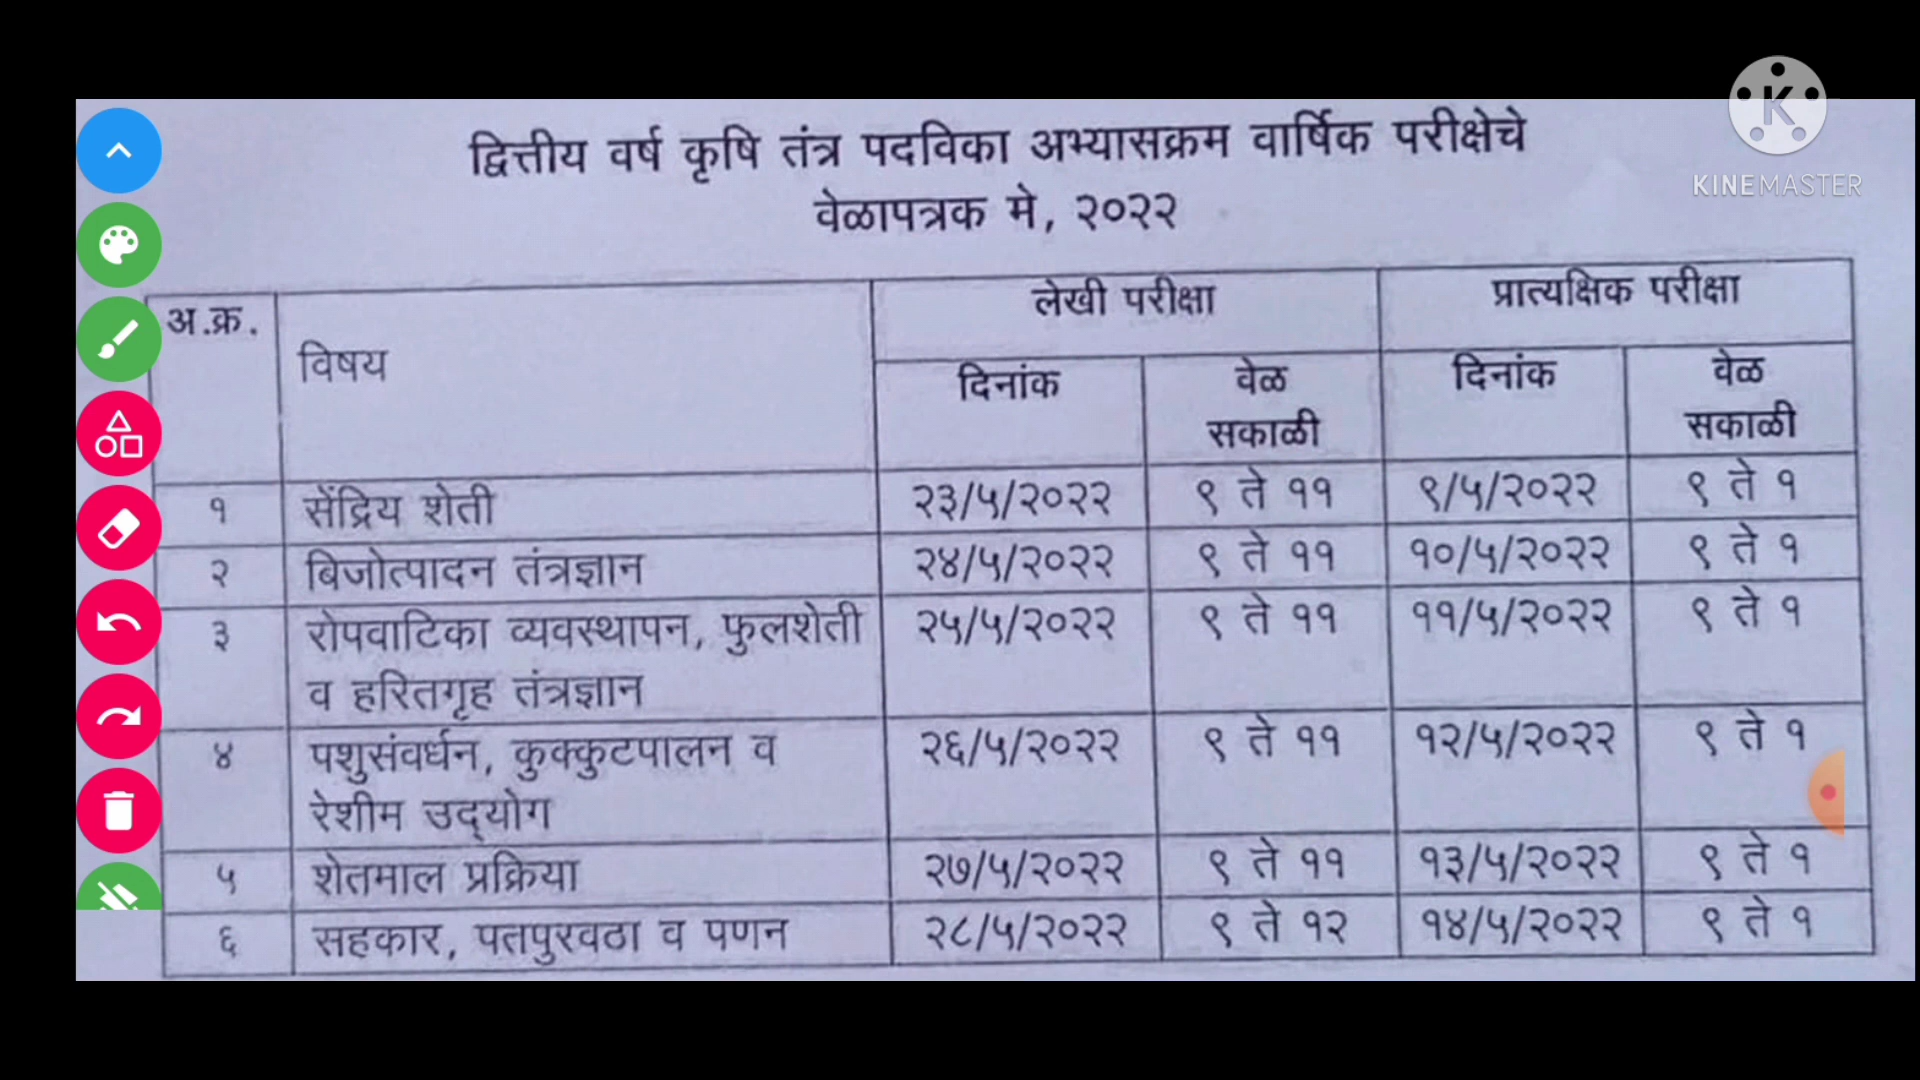 द्वित्तीय वर्ष कृषि तंत्र पदविका अभ्यासक्रम वार्षिक परीक्षेचे
वेळापत्रक मे, २०२२
KINEMASTER
अ.क्र. विषय लेखी परीक्षा प्रात्यक्षिक परीक्षा
दिनांक वेळ दिनांक वेळ
सकाळी सकाळी
१ सेंद्रिय शेती २३/५/२०२२ ९ ते ११ ९/५/२०२२ ९ ते १
२ बिजोत्पादन तंत्रज्ञान २४/५/२०२२ ९ ते ११ १०/५/२०२२ ९ ते १
३ रोपवाटिका व्यवस्थापन, फुलशेती २५/५/२०२२ ९ ते ११ ११/५/२०२२ ९ ते १
व हरितगृह तंत्रज्ञान
४ पशुसंवर्धन, कुक्कुटपालन व २६/५/२०२२ ९ ते ११ १२/५/२०२२ ९ ते १
रेशीम उद्‌योग
५ शेतमाल प्रक्रिया २७/५/२०२२ ९ ते ११ १३/५/२०२२ ९ ते १
६ सहकार, पतपुरवठा व पणन २८/५/२०२२ ९ ते १२ १४/५/२०२२ ९ ते १